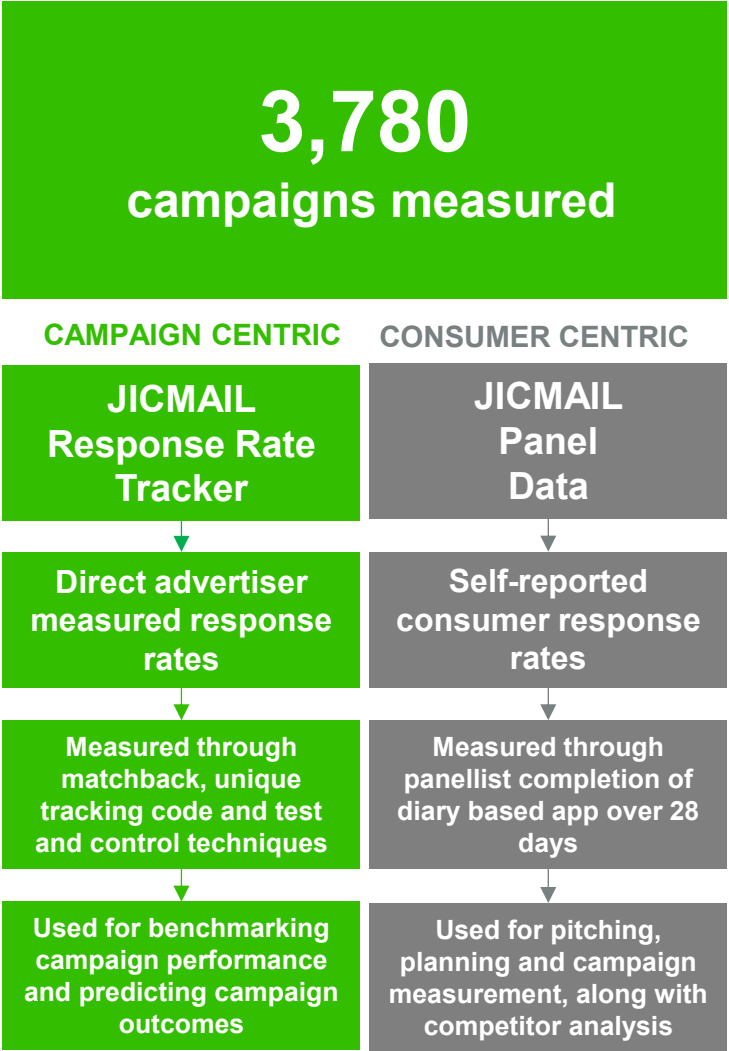 3,780
campaigns measured
CAMPAIGN CENTRIC
JICMAIL
Response Rate
Tracker
Direct advertiser
measured response
rates
Measured through
matchback, unique
tracking code and test
and control techniques
Used for benchmarking
campaign performance
and predicting campaign
outcomes
CONSUMER CENTRIC
JICMAIL
Panel
Data
Self-reported
consumer response
rates
Measured through
panellist completion of
diary based app over 28
days
Used for pitching,
planning and campaign
measurement, along with
competitor analysis